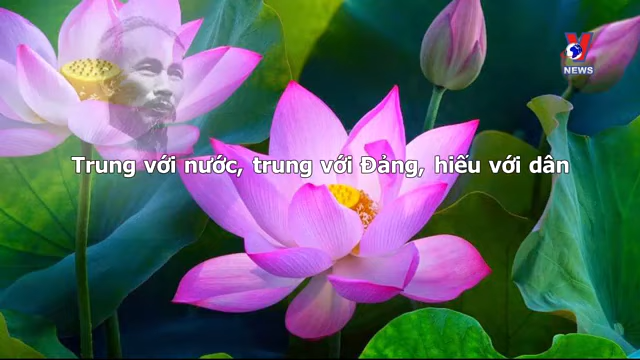 V
NEWS
Trung với nước, trung với Đảng, hiếu với dân